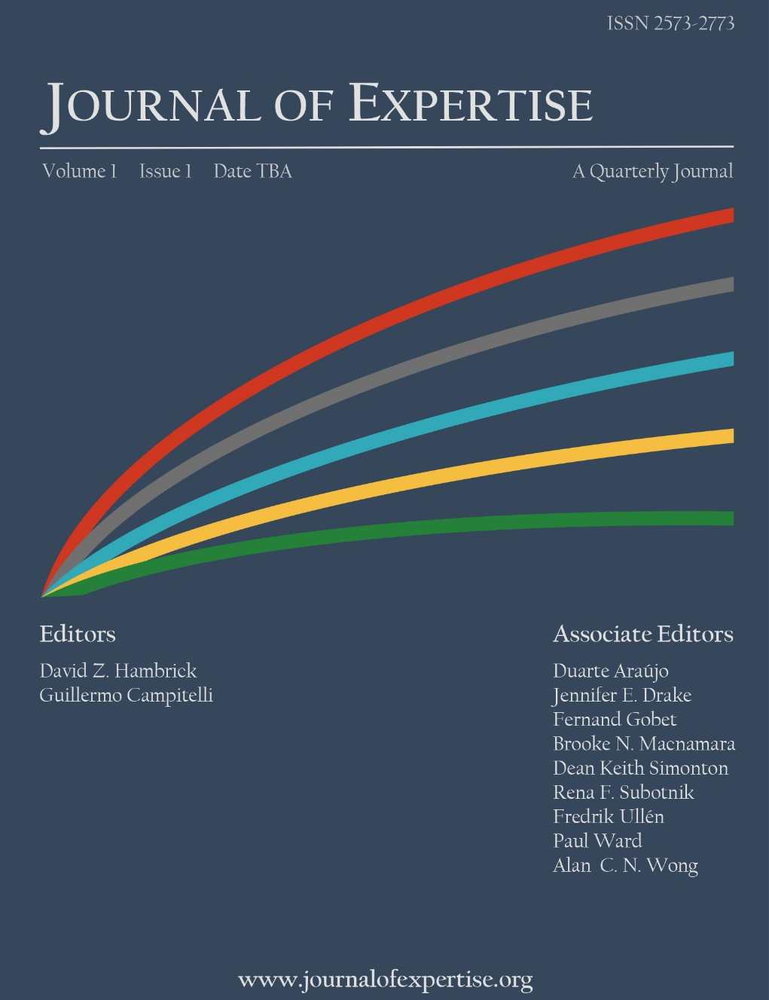 ISSN 2573-2773
JOURNAL OF EXPERTISE
Volume 1 Issue 1 Date TBA
A Quarterly Journal
Editors
David Z. Hambrick
Guillermo Campitelli
Associate Editors
Duarte Araújo
Jennifer E. Drake
Fernand Gobet
Brooke N. Macnamara
Dean Keith Simonton
Rena F. Subotnik
Fredrik Ullén
Paul Ward
Alan C. N. Wong
www.journalofexpertise.org